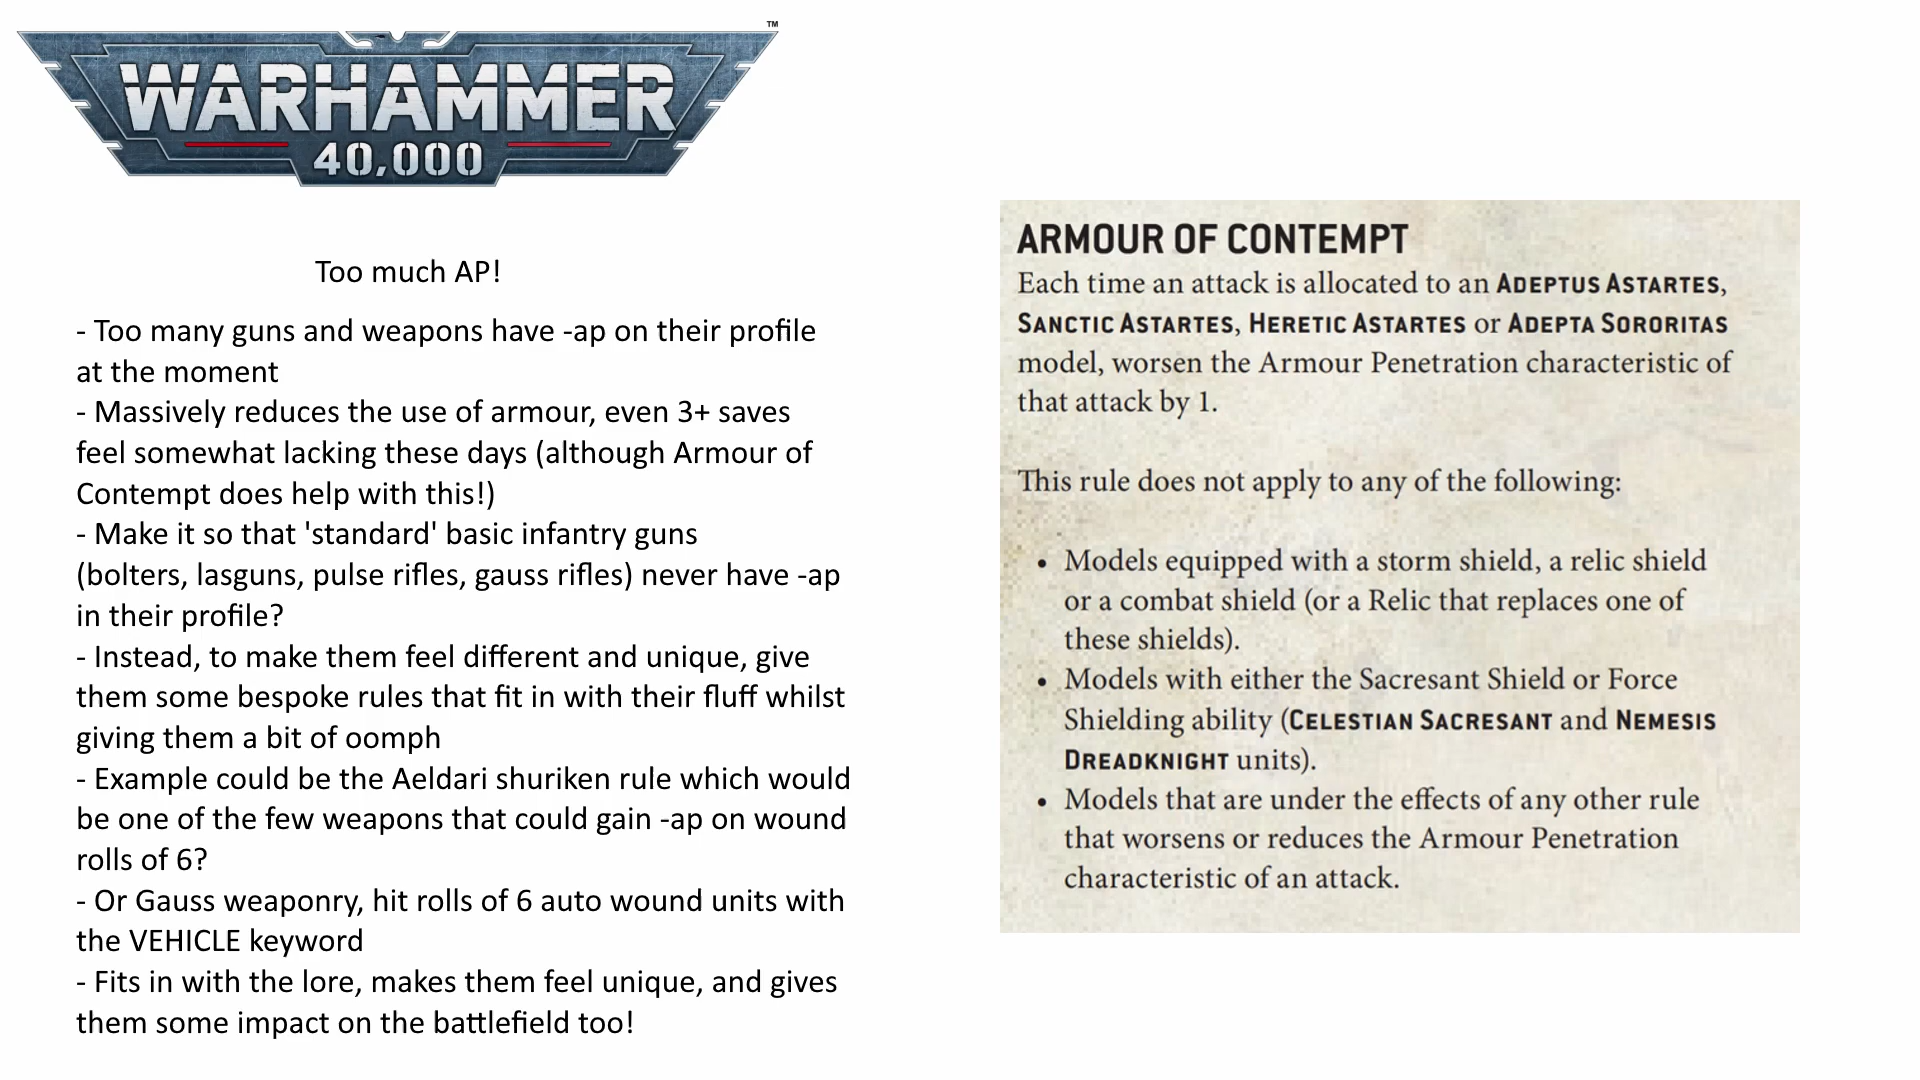 ™
WARHAMMER
40,000
Too much AP!
- Too many guns and weapons have -ap on their profile
at the moment
- Massively reduces the use of armour, even 3+ saves
feel somewhat lacking these days (although Armour of
Contempt does help with this!)
- Make it so that 'standard' basic infantry guns
(bolters, lasguns, pulse rifles, gauss rifles) never have -ap
in their profile?
- Instead, to make them feel different and unique, give
them some bespoke rules that fit in with their fluff whilst
giving them a bit of oomph
- Example could be the Aeldari shuriken rule which would
be one of the few weapons that could gain -ap on wound
rolls of 6?
- Or Gauss weaponry, hit rolls of 6 auto wound units with
the VEHICLE keyword
- Fits in with the lore, makes them feel unique, and gives
them some impact on the battlefield too!
ARMOUR OF CONTEMPT
Each time an attack is allocated to an ADEPTUS ASTARTES,
SANCTIC ASTARTES, HERETIC ASTARTES or ADEPTA SORORITAS
model, worsen the Armour Penetration characteristic of
that attack by 1.
This rule does not apply to any of the following:
• Models equipped with a storm shield, a relic shield
or a combat shield (or a Relic that replaces one of
these shields).
• Models with either the Sacresant Shield or Force
Shielding ability (CELESTIAN SACRESANT and NEMESIS
DREADKNIGHT units).
• Models that are under the effects of any other rule
that worsens or reduces the Armour Penetration
characteristic of an attack.